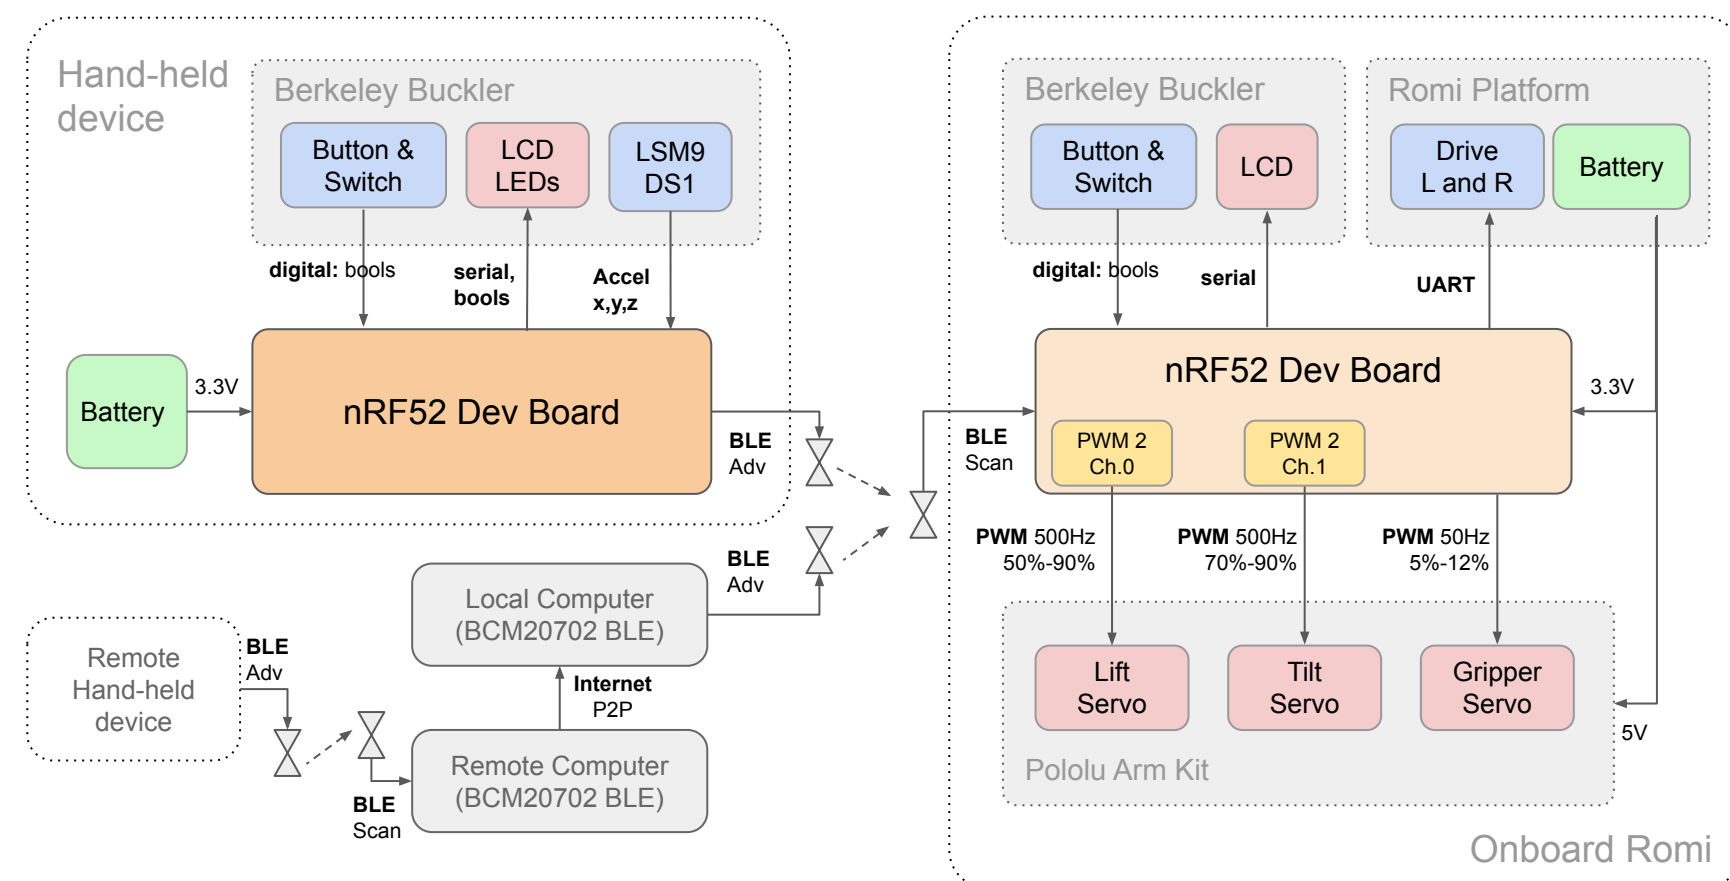 Hand-held
device
Berkeley Buckler
Button &
Switch
LCD
LEDs
LSM9
DS1
digital: bools
serial,
bools
Accel
x,y,z
Battery
3.3V
nRF52 Dev Board
BLE
Adv
Local Computer
(BCM20702 BLE)
BLE
Adv
Remote
Hand-held
device
BLE
Adv
Internet
P2P
Remote Computer
(BCM20702 BLE)
BLE
Scan
Berkeley Buckler
Button &
Switch
LCD
Romi Platform
Drive
L and R
Battery
digital: bools
serial
UART
BLE
Scan
nRF52 Dev Board
3.3V
PWM 2
Ch.0
PWM 2
Ch.1
PWM 500Hz
50%-90%
PWM 500Hz
70%-90%
PWM 50Hz
5%-12%
Lift
Servo
Tilt
Servo
Gripper
Servo
5V
Pololu Arm Kit
Onboard Romi